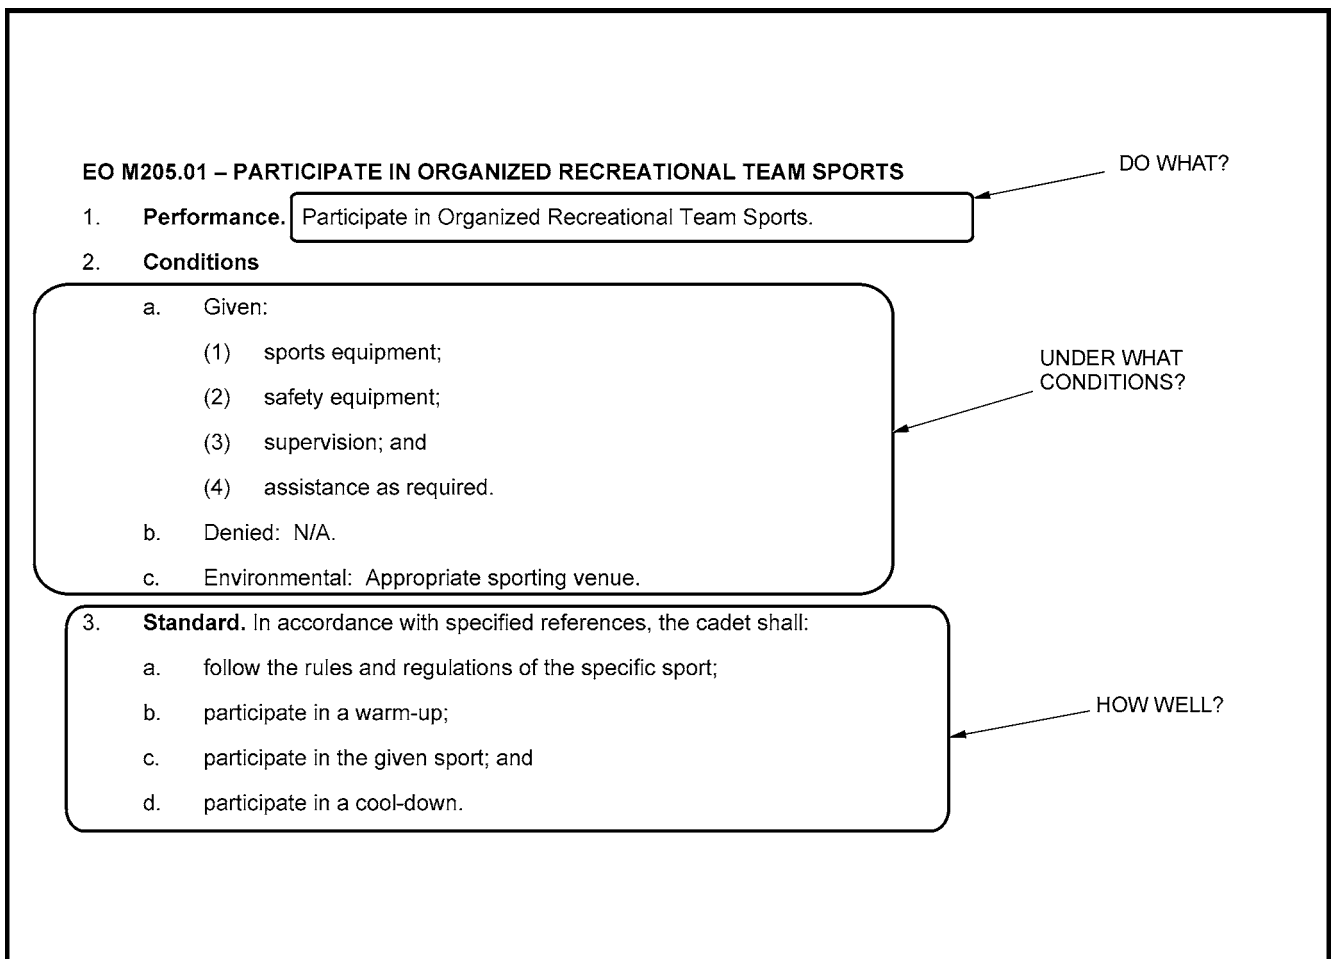 EO M205.01 – PARTICIPATE IN ORGANIZED RECREATIONAL TEAM SPORTS
DO WHAT?
1. Performance. Participate in Organized Recreational Team Sports.
2. Conditions
a. Given:
(1) sports equipment;
(2) safety equipment;
UNDER WHAT
CONDITIONS?
(3) supervision; and
(4) assistance as required.
b. Denied: N/A.
c. Environmental: Appropriate sporting venue.
3. Standard. In accordance with specified references, the cadet shall:
a. follow the rules and regulations of the specific sport;
b. participate in a warm-up;
HOW WELL?
c. participate in the given sport; and
d. participate in a cool-down.